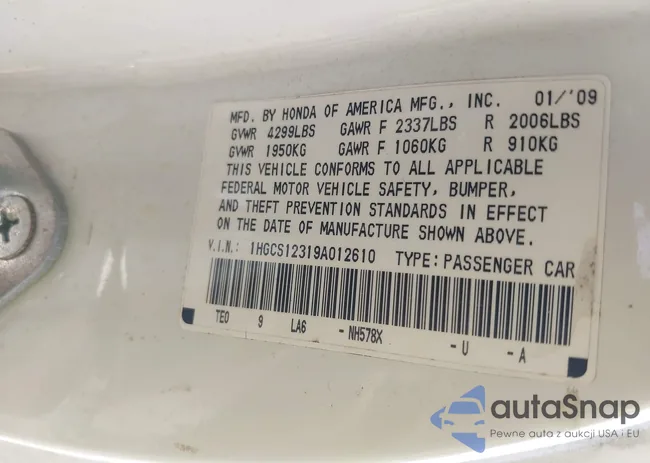 MFD. BY HONDA OF AMERICA MFG., INC. 01/'09
GVWR 4299LBS GAWR F 2337LBS R 2006LBS
GVWR 1950KG GAWR F 1060KG R 910KG
THIS VEHICLE CONFORMS TO ALL APPLICABLE
FEDERAL MOTOR VEHICLE SAFETY, BUMPER,
AND THEFT PREVENTION STANDARDS IN EFFECT
ON THE DATE OF MANUFACTURE SHOWN ABOVE.
V.I.N.: 1HGCS12319A012610 TYPE:PASSENGER CAR
TE0 9 LA6 - NH578X - U - A
autoSnap
Pewne auta z aukcji USA i EU